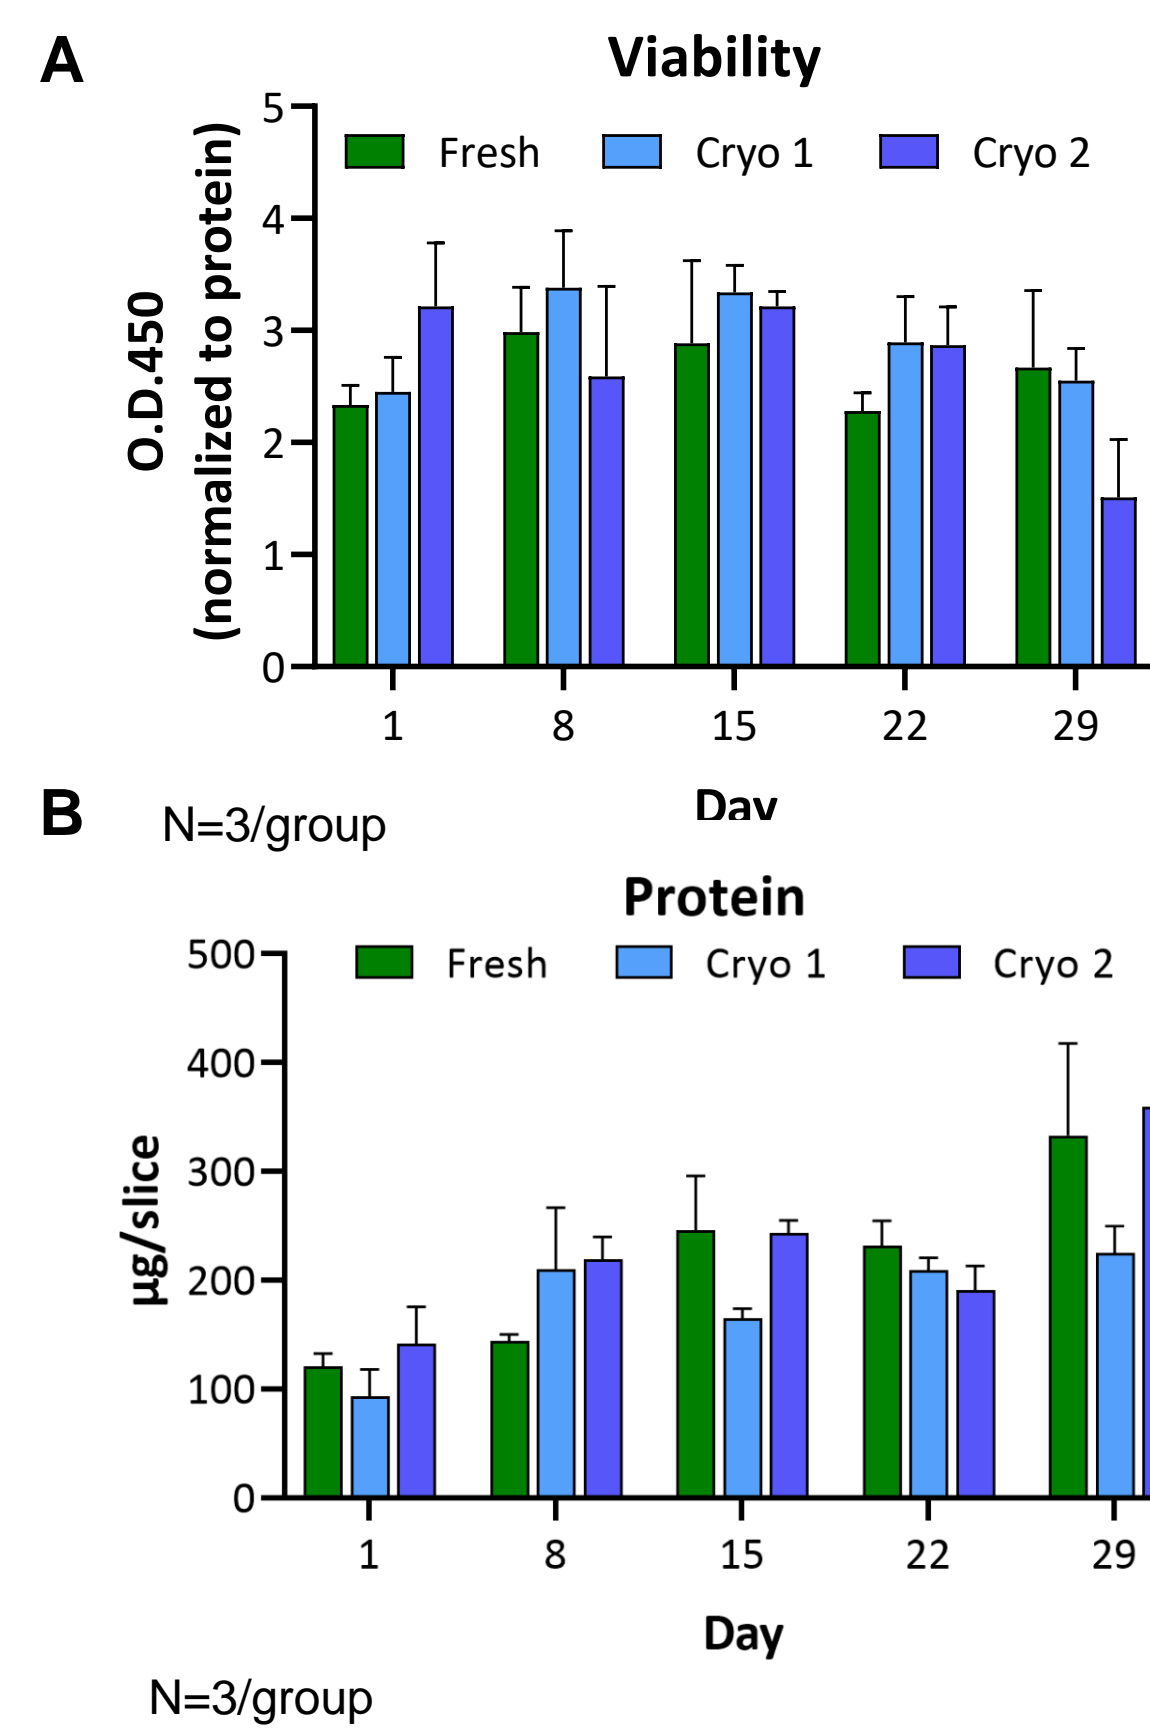 A
Viability
5
Fresh
Cryo 1
Cryo 2
4
3
2
1
0
O.D.450
(normalized to protein)
1
8
15
22
29
Day
B
N=3/group
Protein
500
Fresh
Cryo 1
Cryo 2
400
300
200
100
0
µg/slice
1
8
15
22
29
Day
N=3/group